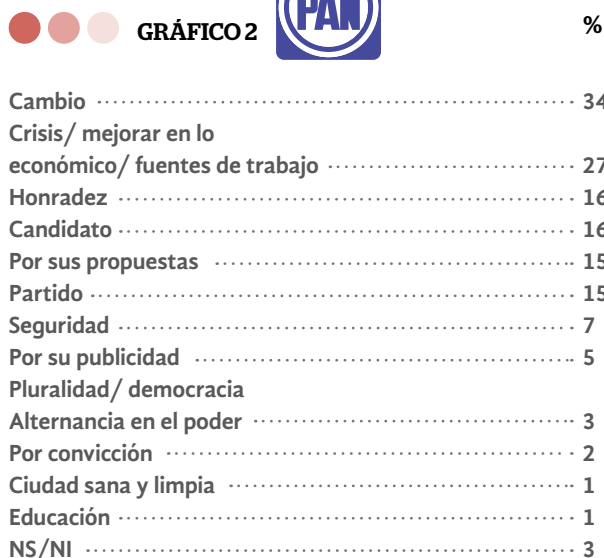 GRÁFICO 2 PAN %
Cambio 34
Crisis/ mejorar en lo
económico/ fuentes de trabajo 27
Honradez 16
Candidato 16
Por sus propuestas 15
Partido 15
Seguridad 7
Por su publicidad 5
Pluralidad/ democracia
Alternancia en el poder 3
Por convicción 2
Ciudad sana y limpia 1
Educación 1
NS/NI 3